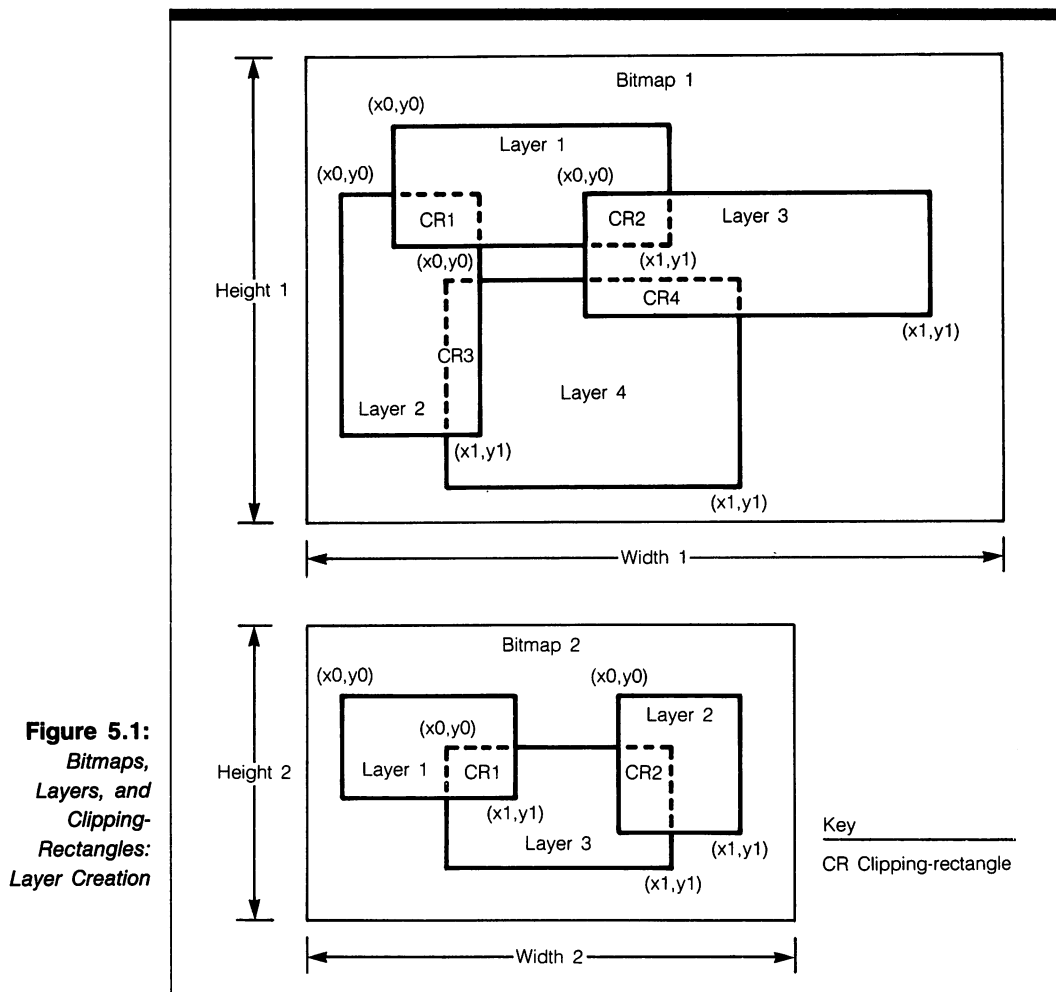 Bitmap 1
(x0,y0)
Layer 1
(x0,y0)
(x0,y0)
CR1
CR2
Layer 3
(x0,y0)
(x1,y1)
Height 1
CR4
(x1,y1)
CR3
Layer 4
Layer 2
(x1,y1)
(x1,y1)
Width 1
Bitmap 2
(x0,y0)
(x0,y0)
Layer 2
(x0,y0)
Height 2
Layer 1
CR1
CR2
(x1,y1)
Layer 3
(x1,y1)
(x1,y1)
Width 2
Key
CR Clipping-rectangle
Figure 5.1:
Bitmaps,
Layers, and
Clipping-
Rectangles:
Layer Creation